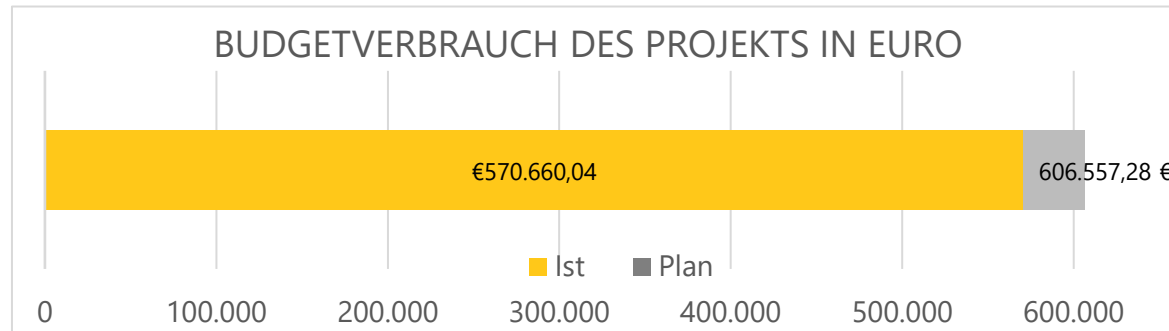 BUDGETVERBRAUCH DES PROJEKTS IN EURO
€570.660,04 606.557,28 €
Ist Plan
0 100.000 200.000 300.000 400.000 500.000 600.000